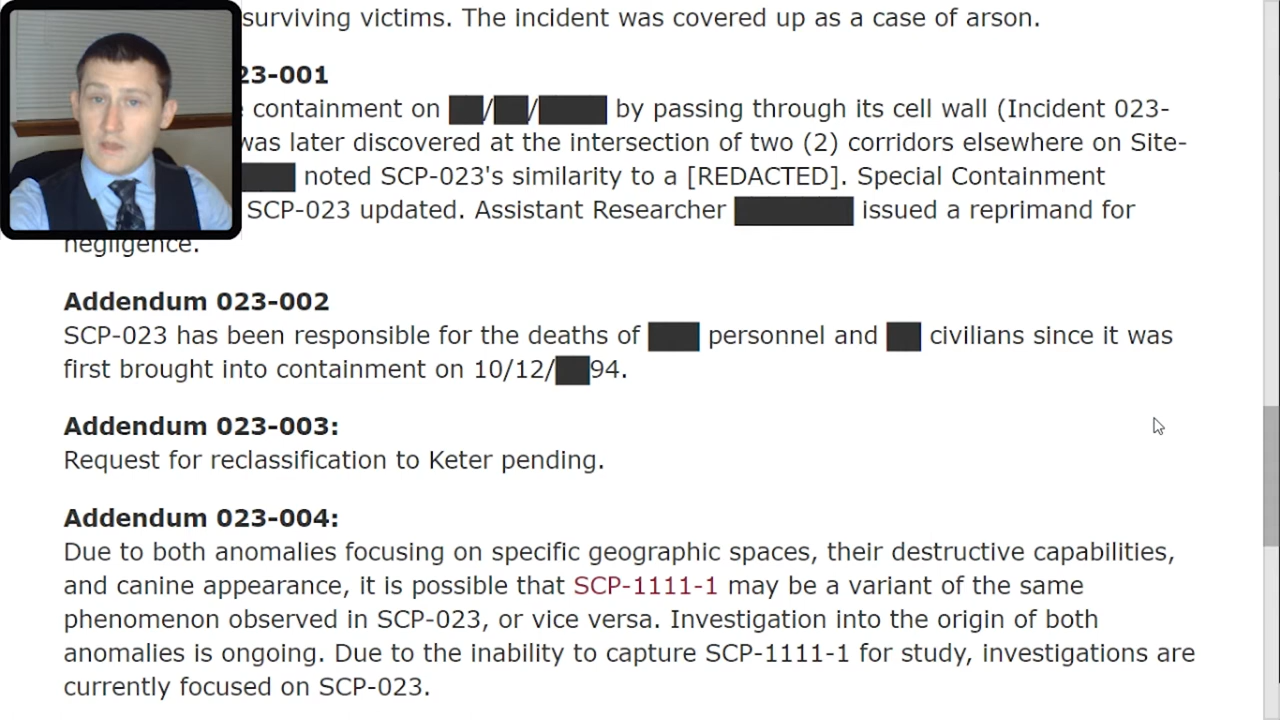 surviving victims. The incident was covered up as a case of arson.
23-001
containment on ██/██/████ by passing through its cell wall (Incident 023-
was later discovered at the intersection of two (2) corridors elsewhere on Site-
███ noted SCP-023's similarity to a [REDACTED]. Special Containment
SCP-023 updated. Assistant Researcher ███████ issued a reprimand for
negligence.
Addendum 023-002
SCP-023 has been responsible for the deaths of ███ personnel and ██ civilians since it was
first brought into containment on 10/12/██94.
Addendum 023-003:
Request for reclassification to Keter pending.
Addendum 023-004:
Due to both anomalies focusing on specific geographic spaces, their destructive capabilities,
and canine appearance, it is possible that SCP-1111-1 may be a variant of the same
phenomenon observed in SCP-023, or vice versa. Investigation into the origin of both
anomalies is ongoing. Due to the inability to capture SCP-1111-1 for study, investigations are
currently focused on SCP-023.